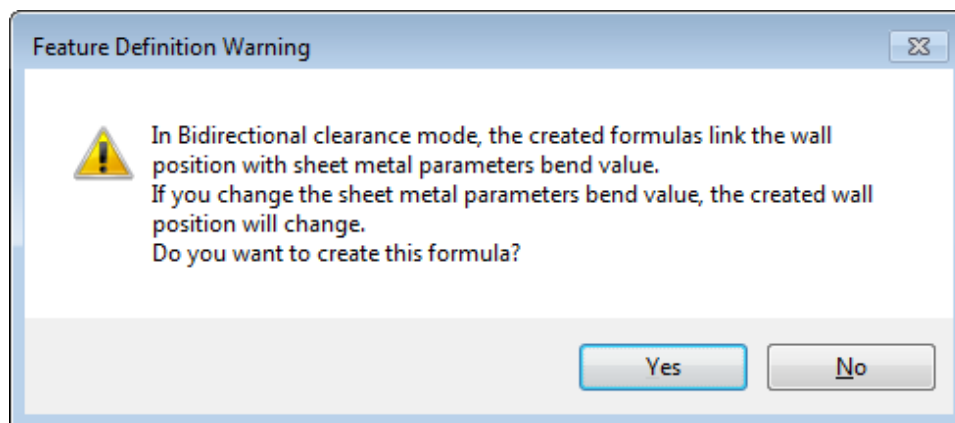 Feature Definition Warning
In Bidirectional clearance mode, the created formulas link the wall
position with sheet metal parameters bend value.
If you change the sheet metal parameters bend value, the created wall
position will change.
Do you want to create this formula?
Yes
No